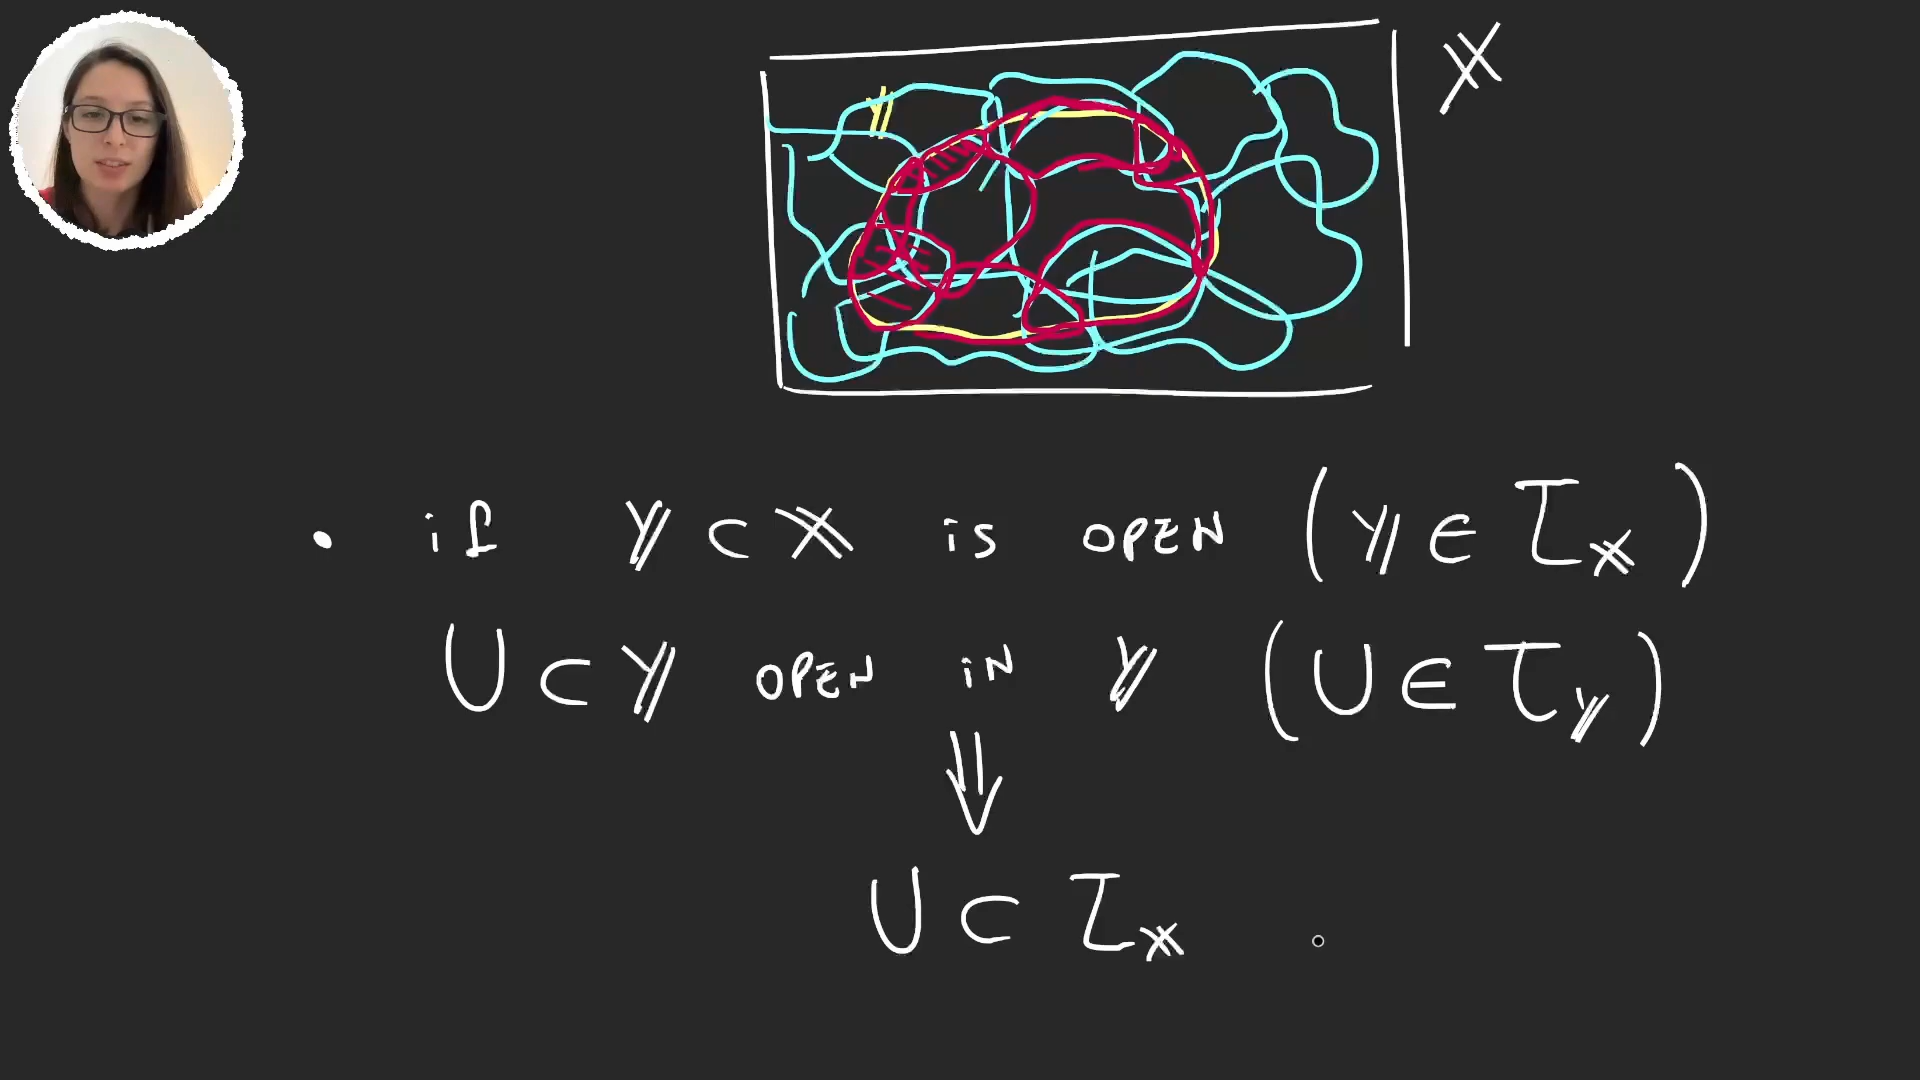 𝕏
𝕐
• if 𝕐 ⊂ 𝕏 is OPEN (𝕐 ∈ τ_𝕏)
U ⊂ 𝕐 OPEN iN 𝕐 (U ∈ τ_𝕐)
⇓
U ⊂ τ_𝕏